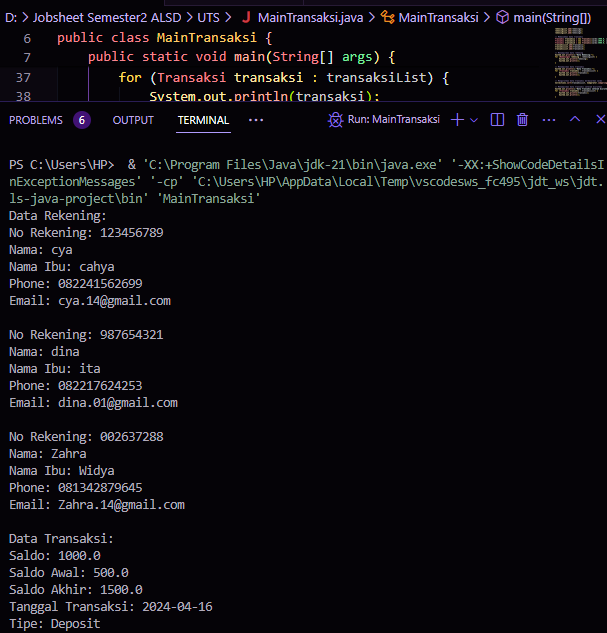 D: > Jobsheet Semester2 ALSD > UTS > J MainTransaksi.java > MainTransaksi > main(String[])
6 public class MainTransaksi {
7 public static void main(String[] args) {
37 for (Transaksi transaksi : transaksiList) {
38 System.out.println(transaksi);
PROBLEMS 6 OUTPUT TERMINAL ··· Run: MainTransaksi
PS C:\Users\HP> & 'C:\Program Files\Java\jdk-21\bin\java.exe' '-XX:+ShowCodeDetailsI
nExceptionMessages' '-cp' 'C:\Users\HP\AppData\Local\Temp\vscodesws_fc495\jdt_ws\jdt.
ls-java-project\bin' 'MainTransaksi'
Data Rekening:
No Rekening: 123456789
Nama: cya
Nama Ibu: cahya
Phone: 082241562699
Email: cya.14@gmail.com
No Rekening: 987654321
Nama: dina
Nama Ibu: ita
Phone: 082217624253
Email: dina.01@gmail.com
No Rekening: 002637288
Nama: Zahra
Nama Ibu: Widya
Phone: 081342879645
Email: Zahra.14@gmail.com
Data Transaksi:
Saldo: 1000.0
Saldo Awal: 500.0
Saldo Akhir: 1500.0
Tanggal Transaksi: 2024-04-16
Tipe: Deposit